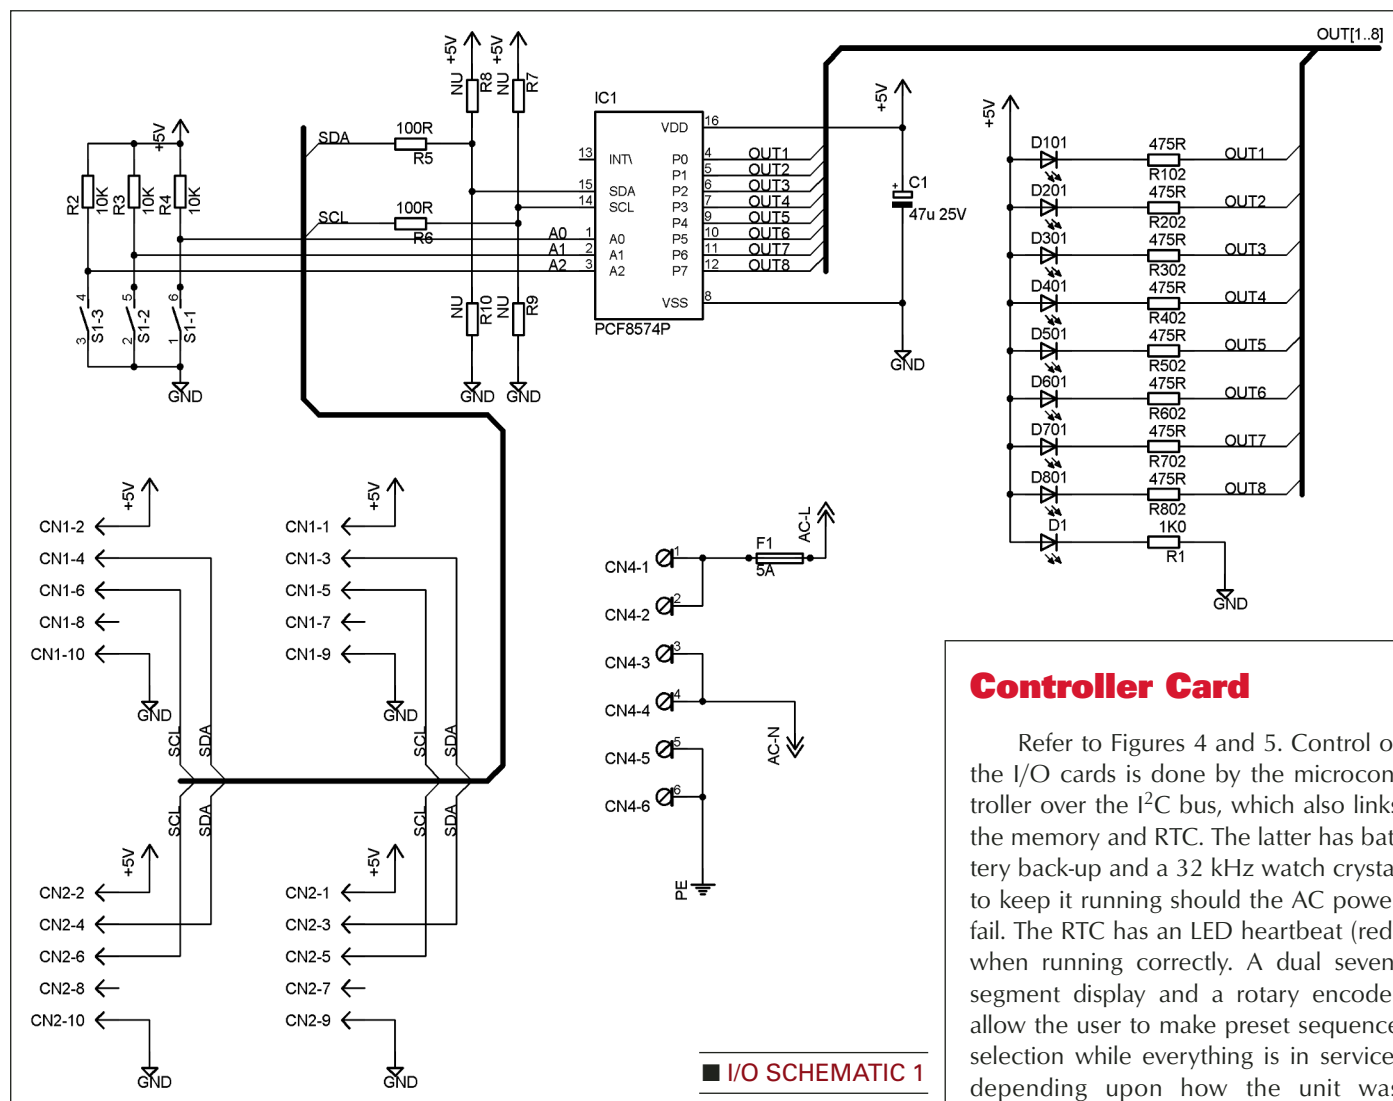 OUT[1..8]
+5V
+5V
NU
R8
NU
R7
IC1
+5V
VDD
16
+5V
SDA
100R
R5
13
INT\
P0
4
OUT1
P1
5
OUT2
15
SDA
P2
6
OUT3
14
SCL
P3
7
OUT4
P4
9
OUT5
SCL
100R
R6
A0
1
A0
P5
10
OUT6
A1
2
A1
P6
11
OUT7
A2
3
A2
P7
12
OUT8
VSS
8
PCF8574P
C1
+
47u 25V
GND
+5V
R2
10K
R3
10K
R4
10K
4
S1-3
3
5
S1-2
2
6
S1-1
1
GND
NU
R10
NU
R9
GND
GND
D101
475R
R102
OUT1
D201
475R
R202
OUT2
D301
475R
R302
OUT3
D401
475R
R402
OUT4
D501
475R
R502
OUT5
D601
475R
R602
OUT6
D701
475R
R702
OUT7
D801
475R
R802
OUT8
D1
1K0
R1
GND
+5V
CN1-2
CN1-4
CN1-6
CN1-8
CN1-10
GND
SCL
SDA
+5V
CN1-1
CN1-3
CN1-5
CN1-7
CN1-9
GND
SCL
SDA
SCL
SDA
+5V
CN2-2
CN2-4
CN2-6
CN2-8
CN2-10
GND
SCL
SDA
+5V
CN2-1
CN2-3
CN2-5
CN2-7
CN2-9
GND
CN4-1
1
F1
5A
AC-L
CN4-2
2
CN4-3
3
CN4-4
4
AC-N
CN4-5
5
CN4-6
6
PE
■ I/O SCHEMATIC 1
Controller Card
Refer to Figures 4 and 5. Control o
the I/O cards is done by the microcon
troller over the I²C bus, which also links
the memory and RTC. The latter has bat
tery back-up and a 32 kHz watch crysta
to keep it running should the AC powe
fail. The RTC has an LED heartbeat (red
when running correctly. A dual seven
segment display and a rotary encode
allow the user to make preset sequence
selection while everything is in service
depending upon how the unit was